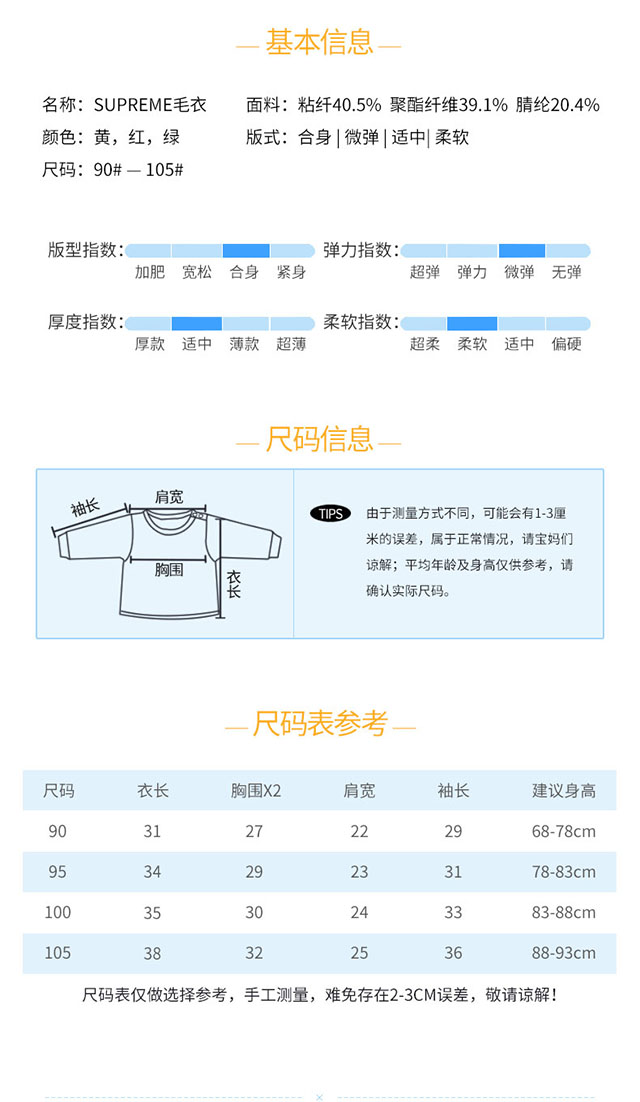 基本信息
名称：SUPREME毛衣 面料：粘纤40.5% 聚酯纤维39.1% 腈纶20.4%
颜色：黄，红，绿 版式：合身 | 微弹 | 适中| 柔软
尺码：90# — 105#
版型指数: 弹力指数:
加肥 宽松 合身 紧身 超弹 弹力 微弹 无弹
厚度指数: 柔软指数:
厚款 适中 薄款 超薄 超柔 柔软 适中 偏硬
尺码信息
袖长
肩宽
胸围
衣长
TIPS
由于测量方式不同，可能会有1-3厘
米的误差，属于正常情况，请宝妈们
谅解；平均年龄及身高仅供参考，请
确认实际尺码。
尺码表参考
尺码 衣长 胸围X2 肩宽 袖长 建议身高
90 31 27 22 29 68-78cm
95 34 29 23 31 78-83cm
100 35 30 24 33 83-88cm
105 38 32 25 36 88-93cm
尺码表仅做选择参考，手工测量，难免存在2-3CM误差，敬请谅解！